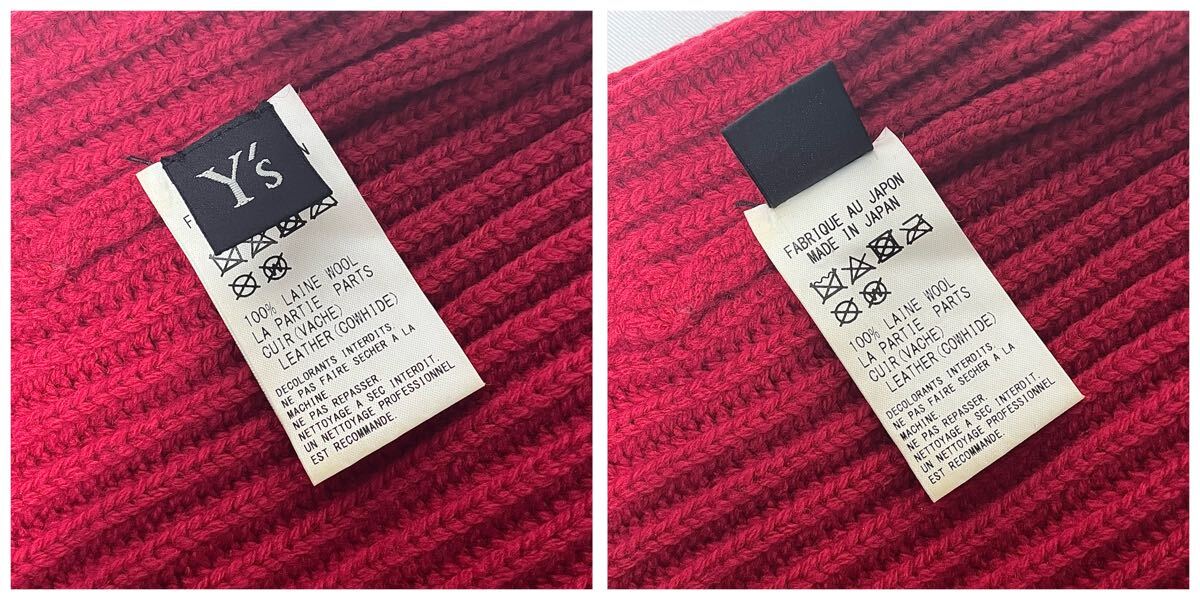 Y's
F
N
100% LAINE WOOL
LA PARTIE PARTS
CUIR(VACHE)
LEATHER(COWHIDE)
DECOLORANTS INTERDITS.
NE PAS FAIRE SECHER A LA
MACHINE.
NE PAS REPASSER.
NETTOYAGE A SEC INTERDIT.
UN NETTOYAGE PROFESSIONNEL
EST RECOMMANDE.
FABRIQUE AU JAPON
MADE IN JAPAN
100% LAINE WOOL
LA PARTIE PARTS
CUIR(VACHE)
LEATHER(COWHIDE)
DECOLORANTS INTERDITS.
NE PAS FAIRE SECHER A LA
MACHINE.
NE PAS REPASSER.
NETTOYAGE A SEC INTERDIT.
UN NETTOYAGE PROFESSIONNEL
EST RECOMMANDE.